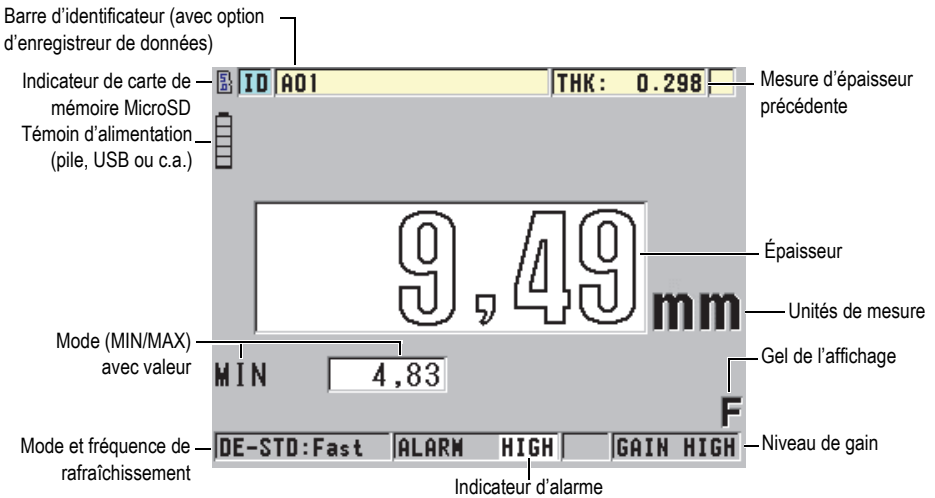 Barre d'identificateur (avec option
d'enregistreur de données)
Indicateur de carte de
mémoire MicroSD
Témoin d'alimentation
(pile, USB ou c.a.)
ID A01 THK: 0.298
Mesure d'épaisseur
précédente
9,49 mm
Épaisseur
Unités de mesure
Mode (MIN/MAX)
avec valeur
MIN 4,83
Gel de l'affichage
F
Mode et fréquence de
rafraîchissement
DE-STD:Fast ALARM HIGH GAIN HIGH
Niveau de gain
Indicateur d'alarme